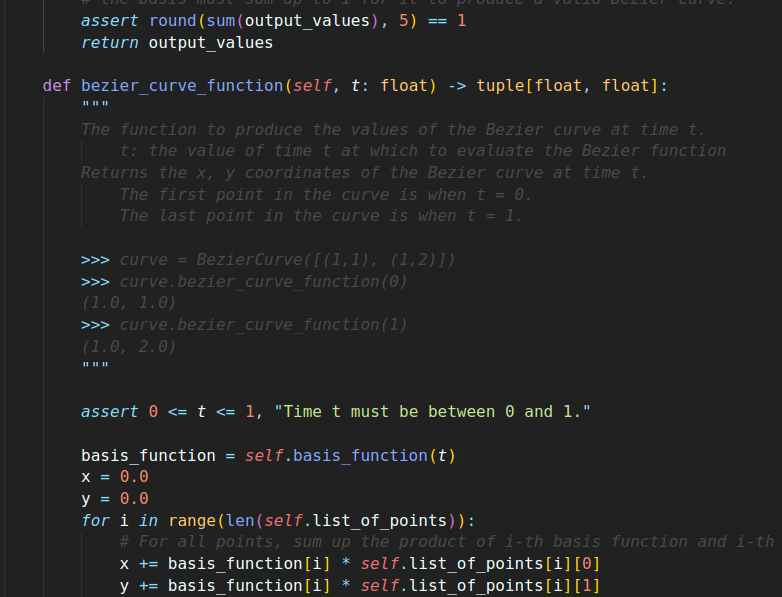 # the basis must sum up to 1 for it to produce a valid Bezier curve.
assert round(sum(output_values), 5) == 1
return output_values
def bezier_curve_function(self, t: float) -> tuple[float, float]:
"""
The function to produce the values of the Bezier curve at time t.
t: the value of time t at which to evaluate the Bezier function
Returns the x, y coordinates of the Bezier curve at time t.
The first point in the curve is when t = 0.
The last point in the curve is when t = 1.
>>> curve = BezierCurve([(1,1), (1,2)])
>>> curve.bezier_curve_function(0)
(1.0, 1.0)
>>> curve.bezier_curve_function(1)
(1.0, 2.0)
"""
assert 0 <= t <= 1, "Time t must be between 0 and 1."
basis_function = self.basis_function(t)
x = 0.0
y = 0.0
for i in range(len(self.list_of_points)):
# For all points, sum up the product of i-th basis function and i-th
x += basis_function[i] * self.list_of_points[i][0]
y += basis_function[i] * self.list_of_points[i][1]